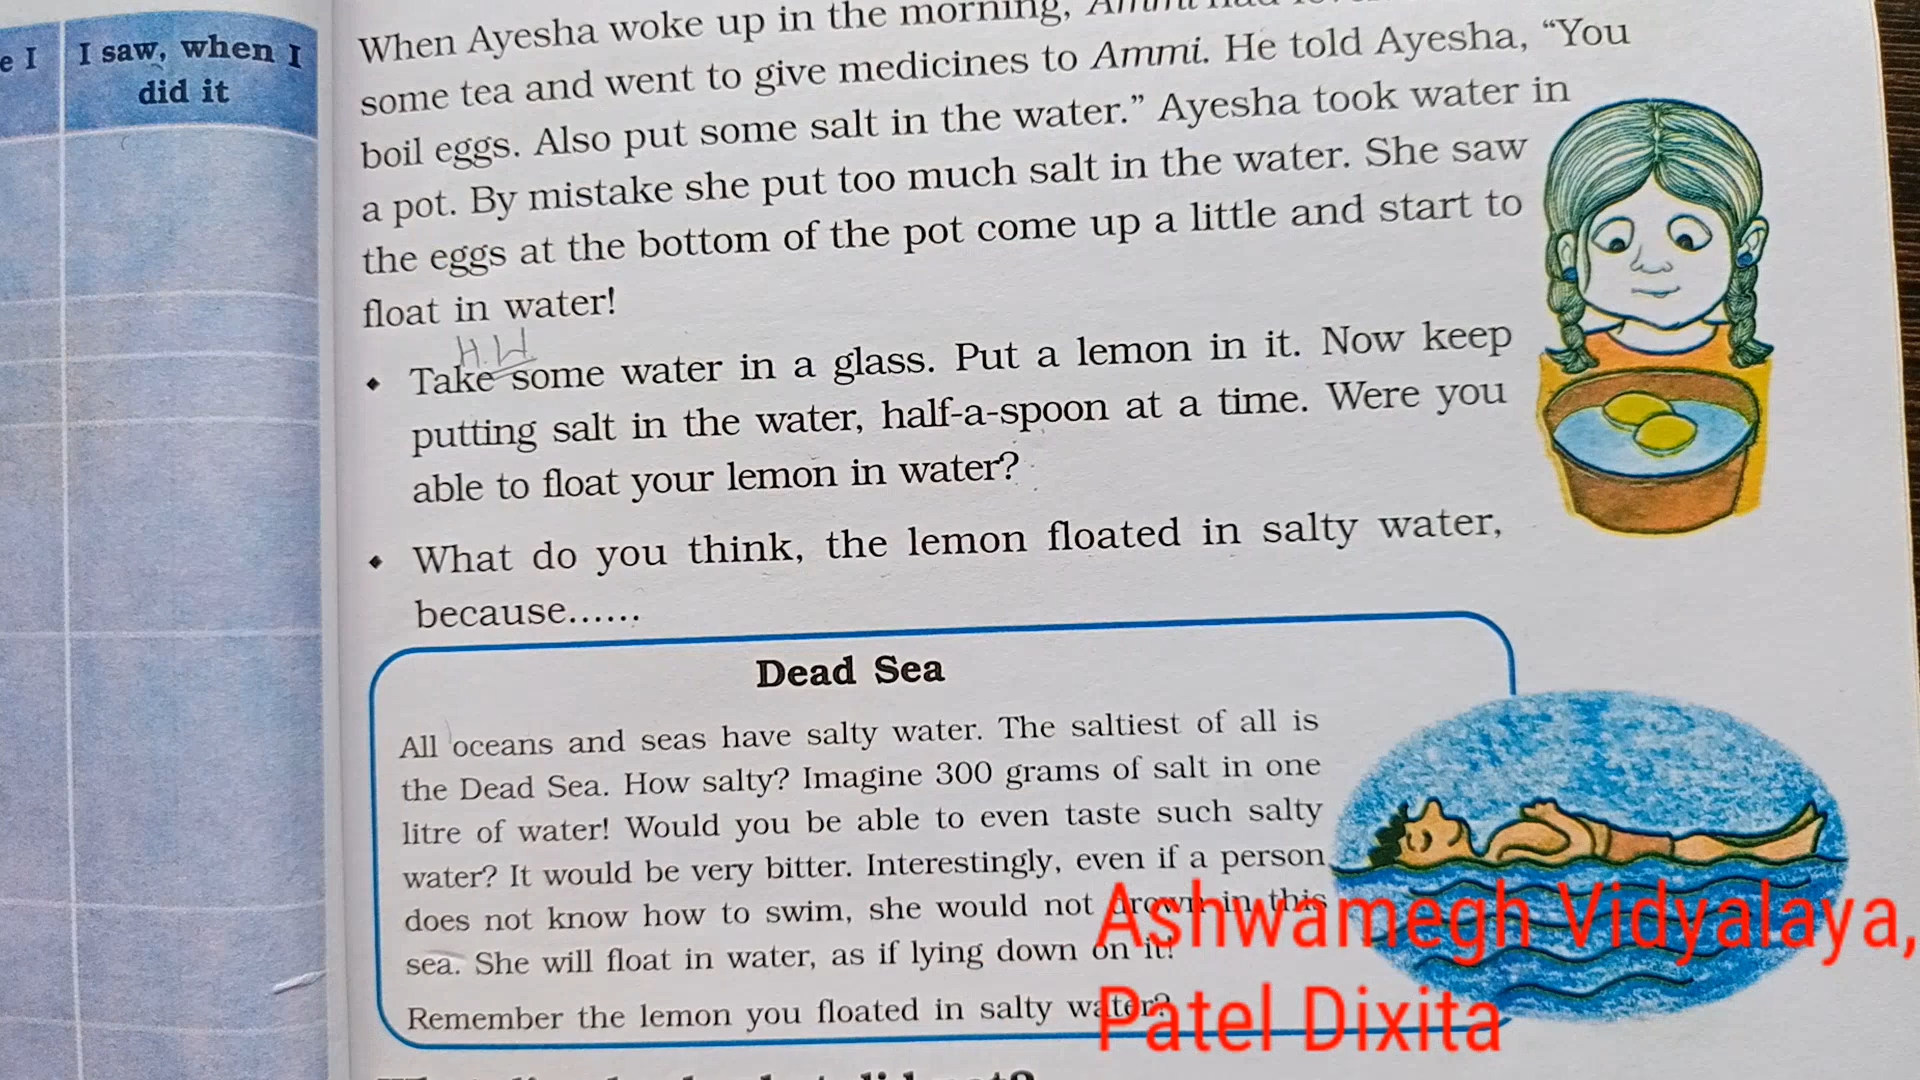 e I
I saw, when I
did it
When Ayesha woke up in the morning, Ammi had
some tea and went to give medicines to Ammi. He told Ayesha, “You
boil eggs. Also put some salt in the water.” Ayesha took water in
a pot. By mistake she put too much salt in the water. She saw
the eggs at the bottom of the pot come up a little and start to
float in water!
H.W
• Take some water in a glass. Put a lemon in it. Now keep
putting salt in the water, half-a-spoon at a time. Were you
able to float your lemon in water?
• What do you think, the lemon floated in salty water,
because......
Dead Sea
All oceans and seas have salty water. The saltiest of all is
the Dead Sea. How salty? Imagine 300 grams of salt in one
litre of water! Would you be able to even taste such salty
water? It would be very bitter. Interestingly, even if a person
does not know how to swim, she would not drown in this
sea. She will float in water, as if lying down on it!
Remember the lemon you floated in salty water?
Ashwamegh Vidyalaya,
Patel Dixita